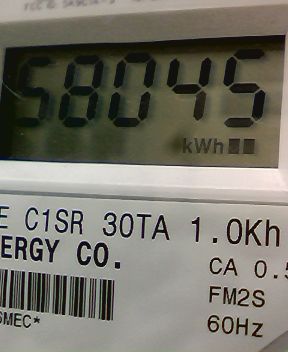 58045
kWh
E C1SR 30TA 1.0Kh
ERGY CO.
CA 0.5
FM2S
60Hz
SMEC*